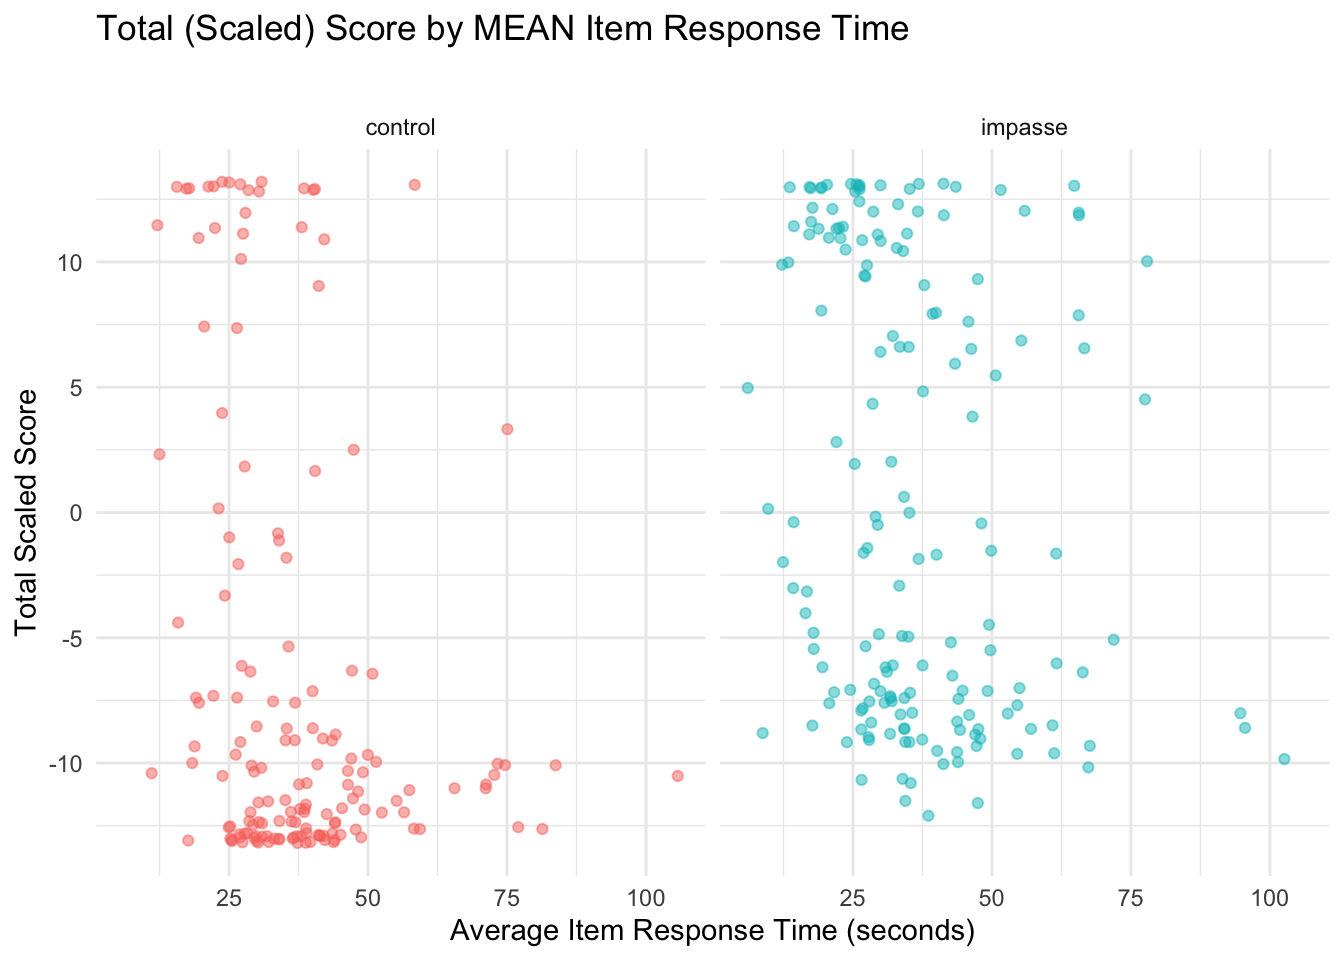 Total (Scaled) Score by MEAN Item Response Time
control
impasse
Total Scaled Score
10
5
0
-5
-10
25
50
75
100
25
50
75
100
Average Item Response Time (seconds)